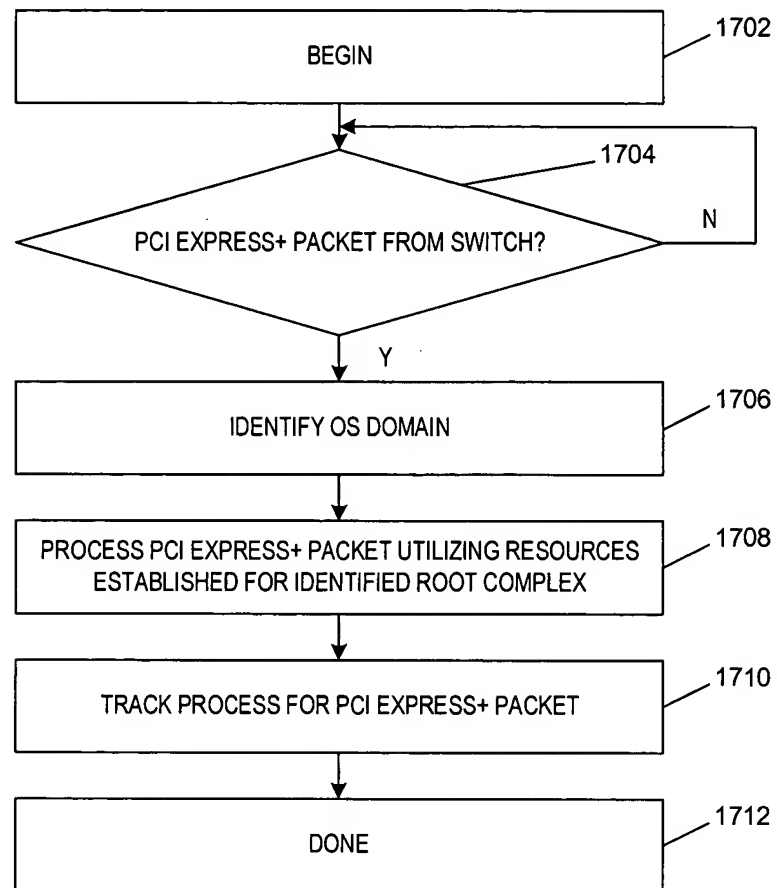 BEGIN
1702
1704
PCI EXPRESS+ PACKET FROM SWITCH?
N
Y
IDENTIFY OS DOMAIN
1706
PROCESS PCI EXPRESS+ PACKET UTILIZING RESOURCES
ESTABLISHED FOR IDENTIFIED ROOT COMPLEX
1708
TRACK PROCESS FOR PCI EXPRESS+ PACKET
1710
DONE
1712